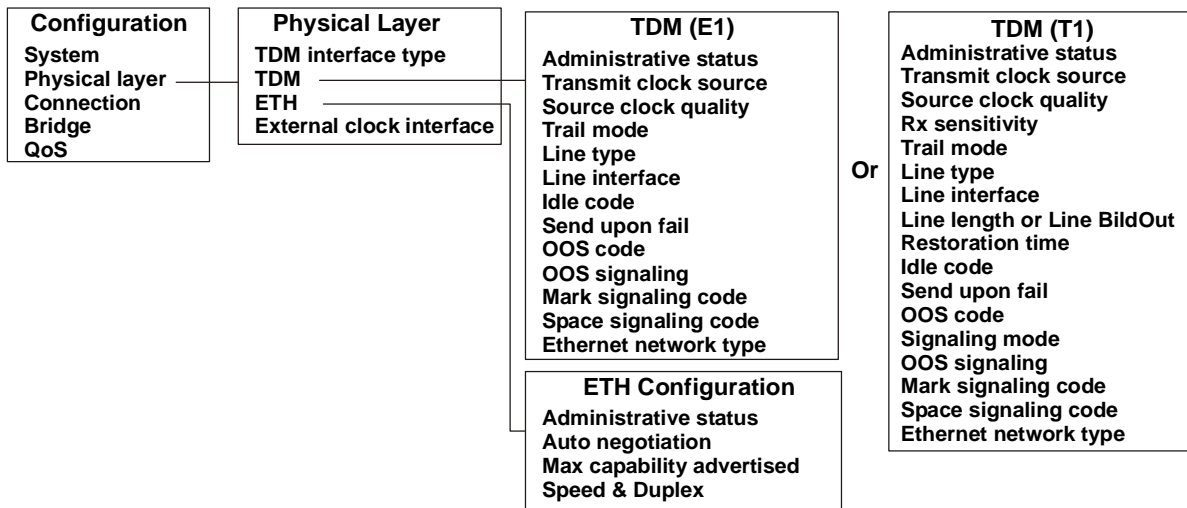 Configuration
System
Physical layer
Connection
Bridge
QoS
Physical Layer
TDM interface type
TDM
ETH
External clock interface
TDM (E1)
Administrative status
Transmit clock source
Source clock quality
Trail mode
Line type
Line interface
Idle code
Send upon fail
OOS code
OOS signaling
Mark signaling code
Space signaling code
Ethernet network type
Or
TDM (T1)
Administrative status
Transmit clock source
Source clock quality
Rx sensitivity
Trail mode
Line type
Line interface
Line length or Line BildOut
Restoration time
Idle code
Send upon fail
OOS code
Signaling mode
OOS signaling
Mark signaling code
Space signaling code
Ethernet network type
ETH Configuration
Administrative status
Auto negotiation
Max capability advertised
Speed & Duplex